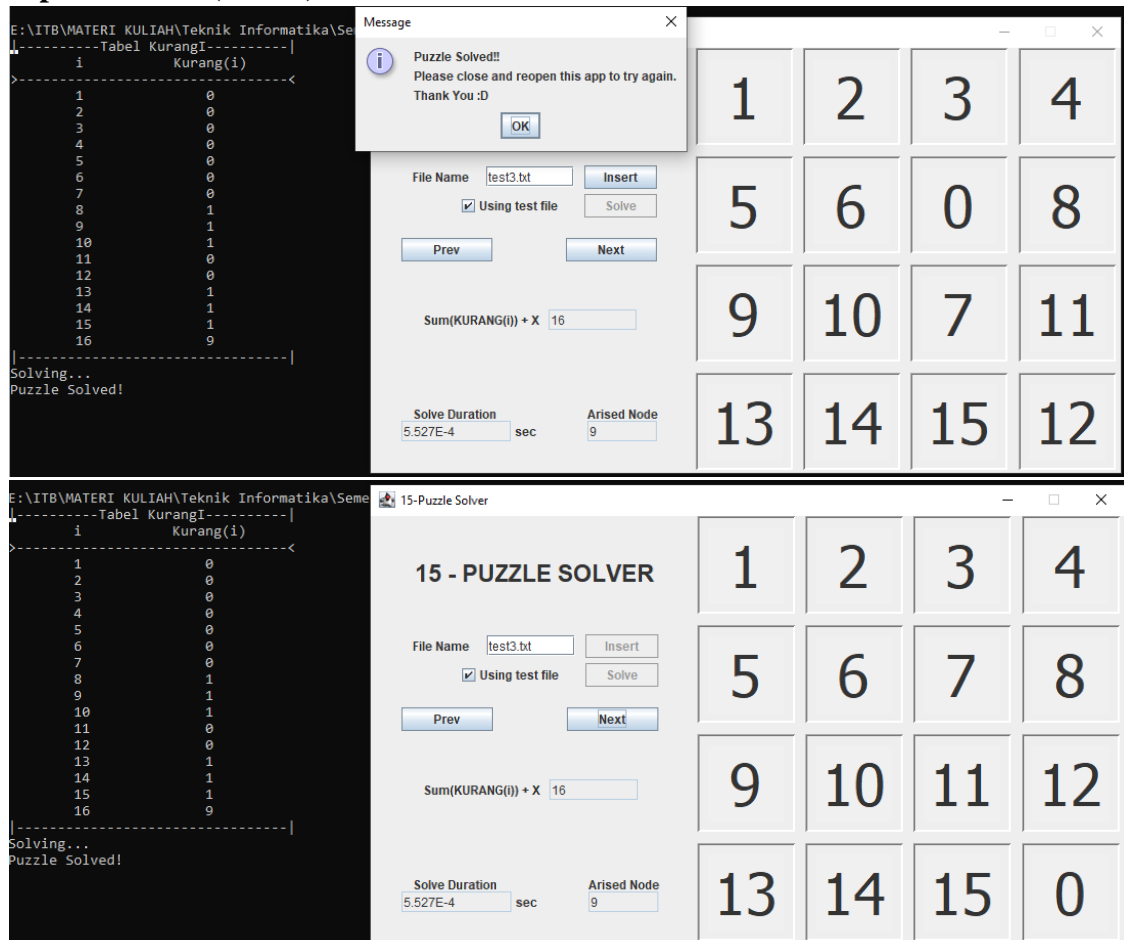 E:\ITB\MATERI KULIAH\Teknik Informatika\Se
|----------Tabel KurangI----------|
i Kurang(i)
>---------------------------------<
1 0
2 0
3 0
4 0
5 0
6 0
7 0
8 1
9 1
10 1
11 0
12 0
13 1
14 1
15 1
16 9
|---------------------------------|
Solving...
Puzzle Solved!
Message
Puzzle Solved!!
Please close and reopen this app to try again.
Thank You :D
OK
File Name test3.txt Insert
Using test file Solve
Prev Next
Sum(KURANG(i)) + X 16
Solve Duration Arised Node
5.527E-4 sec 9
1 2 3 4
5 6 0 8
9 10 7 11
13 14 15 12
E:\ITB\MATERI KULIAH\Teknik Informatika\Seme
|----------Tabel KurangI----------|
i Kurang(i)
>---------------------------------<
1 0
2 0
3 0
4 0
5 0
6 0
7 0
8 1
9 1
10 1
11 0
12 0
13 1
14 1
15 1
16 9
|---------------------------------|
Solving...
Puzzle Solved!
15-Puzzle Solver
15 - PUZZLE SOLVER
File Name test3.txt Insert
Using test file Solve
Prev Next
Sum(KURANG(i)) + X 16
Solve Duration Arised Node
5.527E-4 sec 9
1 2 3 4
5 6 7 8
9 10 11 12
13 14 15 0